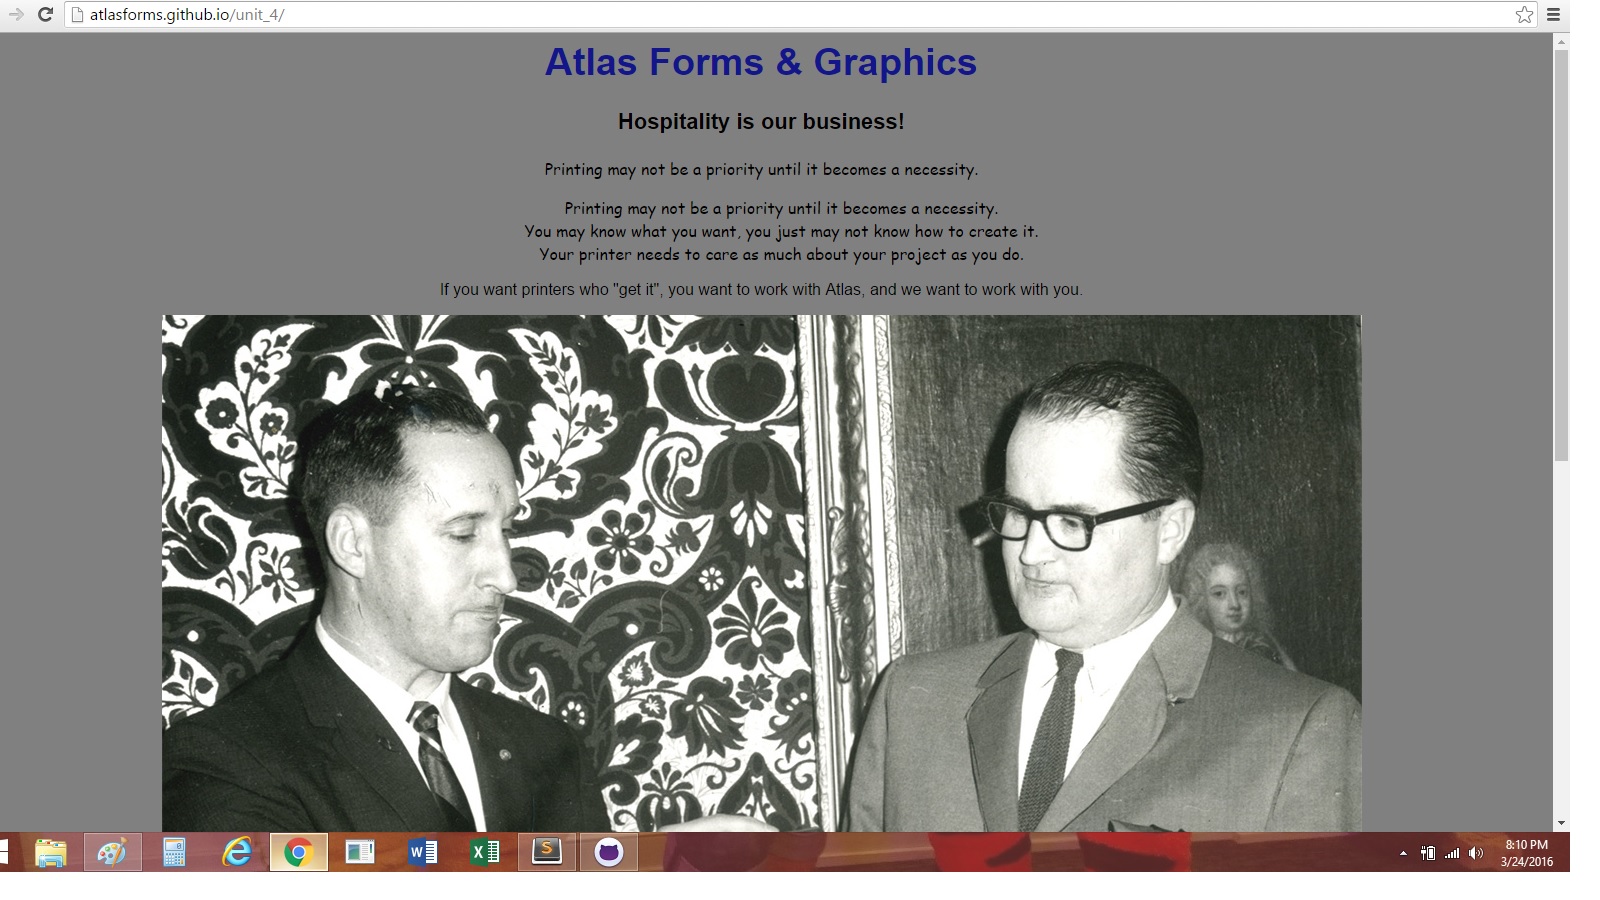 atlasforms.github.io/unit_4/
Atlas Forms & Graphics
Hospitality is our business!
Printing may not be a priority until it becomes a necessity.
Printing may not be a priority until it becomes a necessity.
You may know what you want, you just may not know how to create it.
Your printer needs to care as much about your project as you do.
If you want printers who "get it", you want to work with Atlas, and we want to work with you.
8:10 PM
3/24/2016